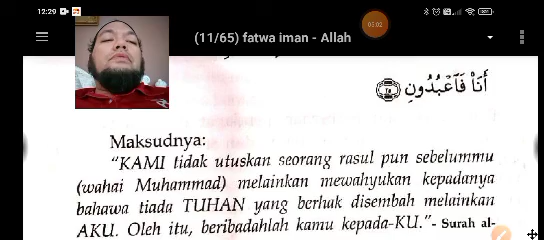 12:29
05:02
(11/65) fatwa iman - Allah
أَنَا۠ فَٱعْبُدُونِ ٢٥
Maksudnya:
"KAMI tidak utuskan seorang rasul pun sebelummu
(wahai Muhammad) melainkan mewahyukan kepadanya
bahawa tiada TUHAN yang berhak disembah melainkan
AKU. Oleh itu, beribadahlah kamu kepada-KU."- Surah al-